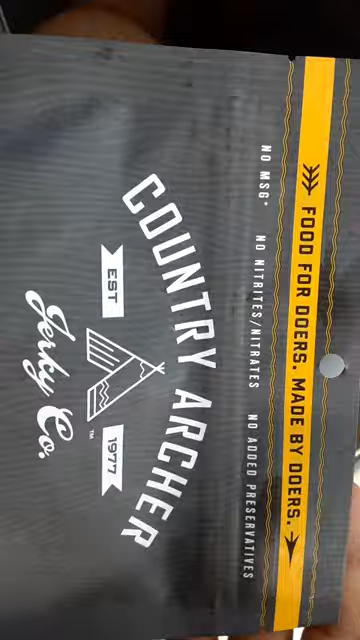 FOOD FOR DOERS. MADE BY DOERS.
NO MSG* NO NITRITES/NITRATES NO ADDED PRESERVATIVES
COUNTRY ARCHER
EST 1977
™
Jerky Co.